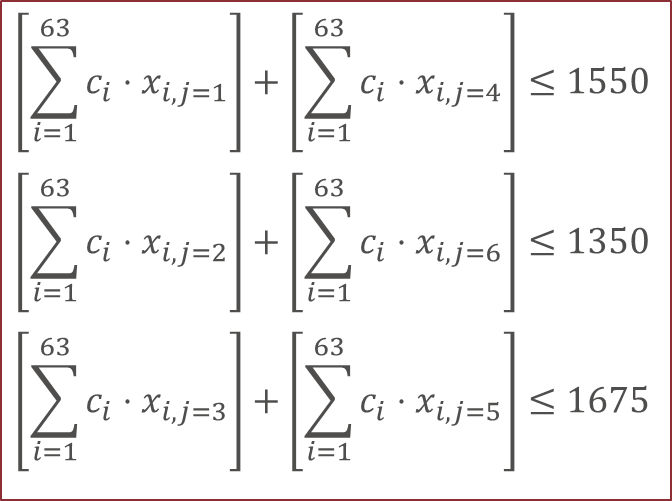 [∑_{i=1}^{63} c_i · x_{i,j=1}] + [∑_{i=1}^{63} c_i · x_{i,j=4}] ≤ 1550
[∑_{i=1}^{63} c_i · x_{i,j=2}] + [∑_{i=1}^{63} c_i · x_{i,j=6}] ≤ 1350
[∑_{i=1}^{63} c_i · x_{i,j=3}] + [∑_{i=1}^{63} c_i · x_{i,j=5}] ≤ 1675